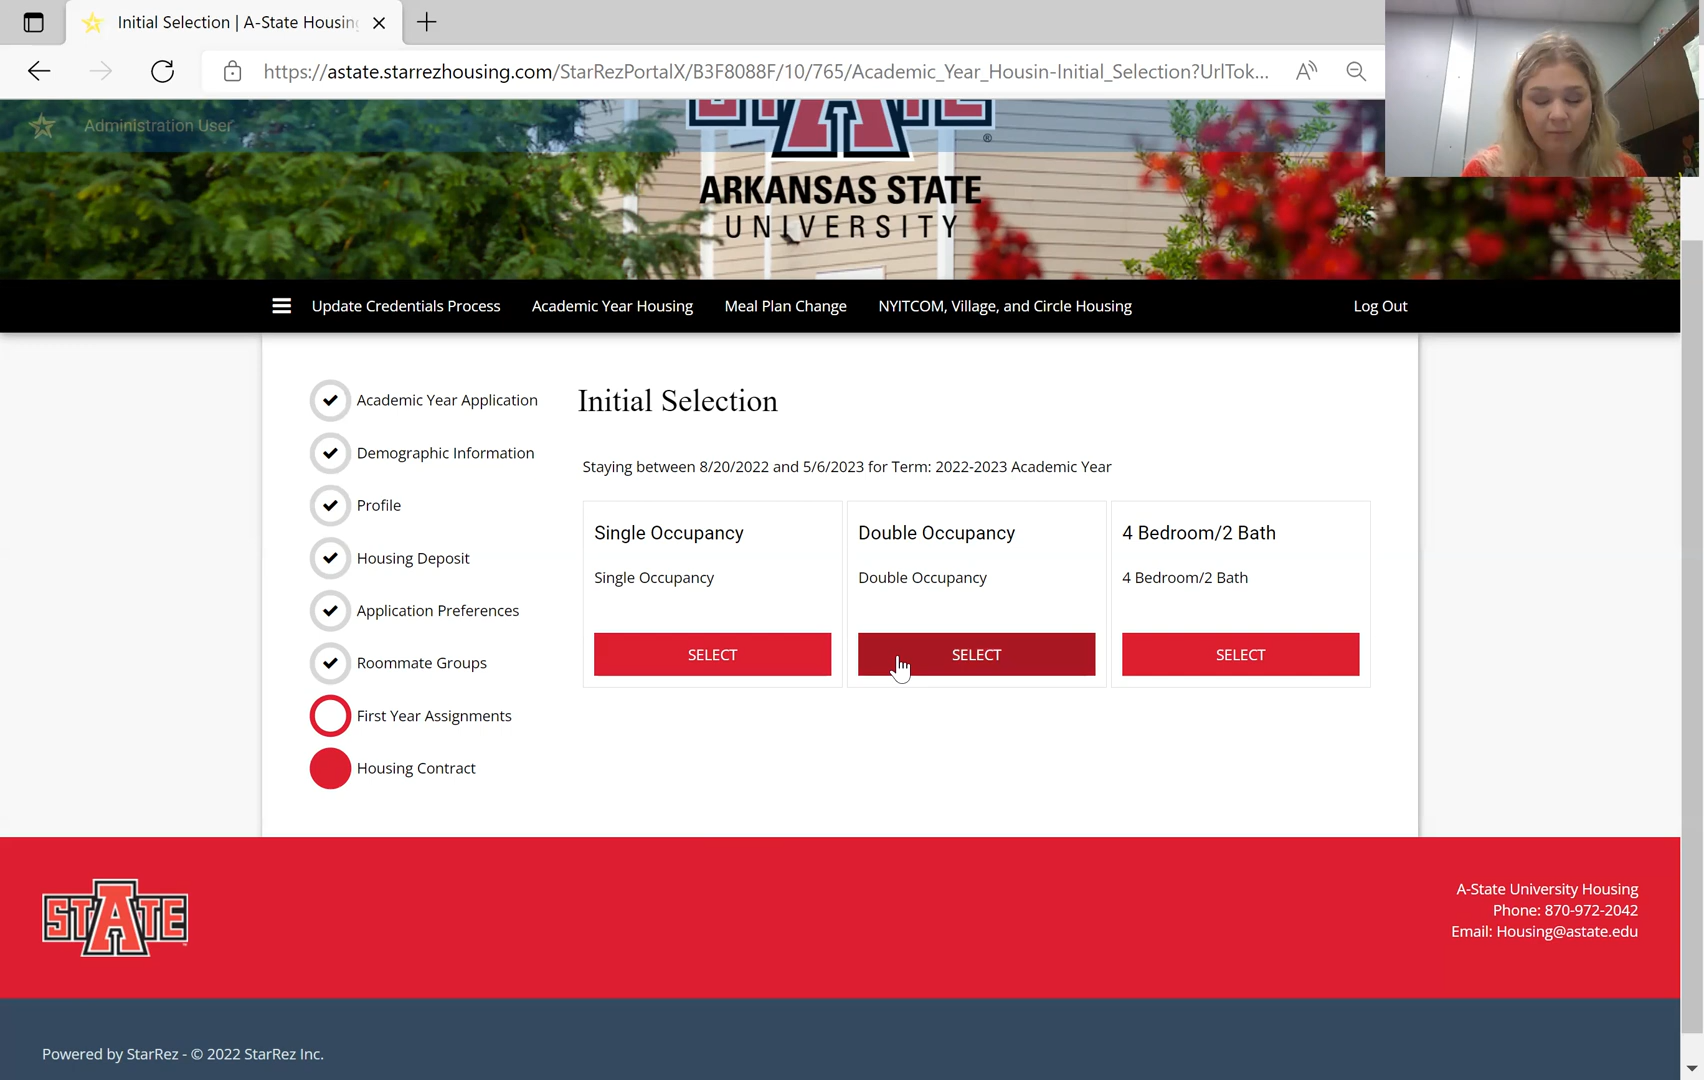 Initial Selection | A-State Housin
https://astate.starrezhousing.com/StarRezPortalX/B3F8088F/10/765/Academic_Year_Housin-Initial_Selection?UrlTok...
Administration User
STATE
ARKANSAS STATE
UNIVERSITY
Update Credentials Process
Academic Year Housing
Meal Plan Change
NYITCOM, Village, and Circle Housing
Log Out
Academic Year Application
Demographic Information
Profile
Housing Deposit
Application Preferences
Roommate Groups
First Year Assignments
Housing Contract
Initial Selection
Staying between 8/20/2022 and 5/6/2023 for Term: 2022-2023 Academic Year
Single Occupancy
Single Occupancy
SELECT
Double Occupancy
Double Occupancy
SELECT
4 Bedroom/2 Bath
4 Bedroom/2 Bath
SELECT
STATE
A-State University Housing
Phone: 870-972-2042
Email: Housing@astate.edu
Powered by StarRez - © 2022 StarRez Inc.